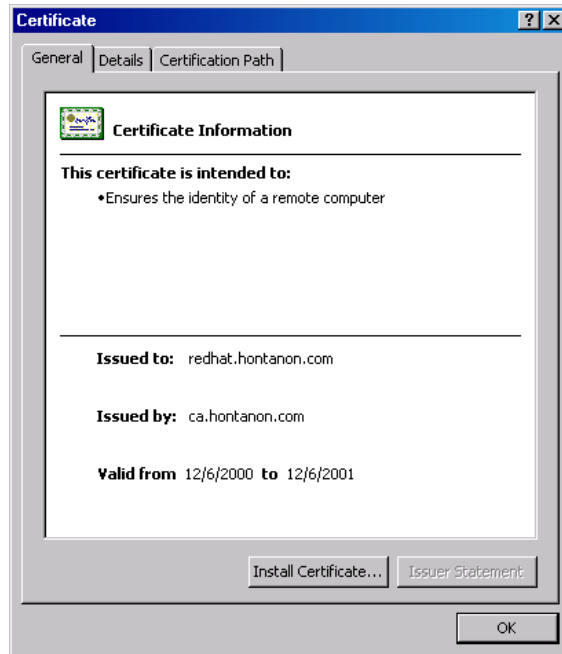 Certificate
General Details Certification Path
Certificate Information
This certificate is intended to:
•Ensures the identity of a remote computer
Issued to: redhat.hontanon.com
Issued by: ca.hontanon.com
Valid from 12/6/2000 to 12/6/2001
Install Certificate... Issuer Statement
OK